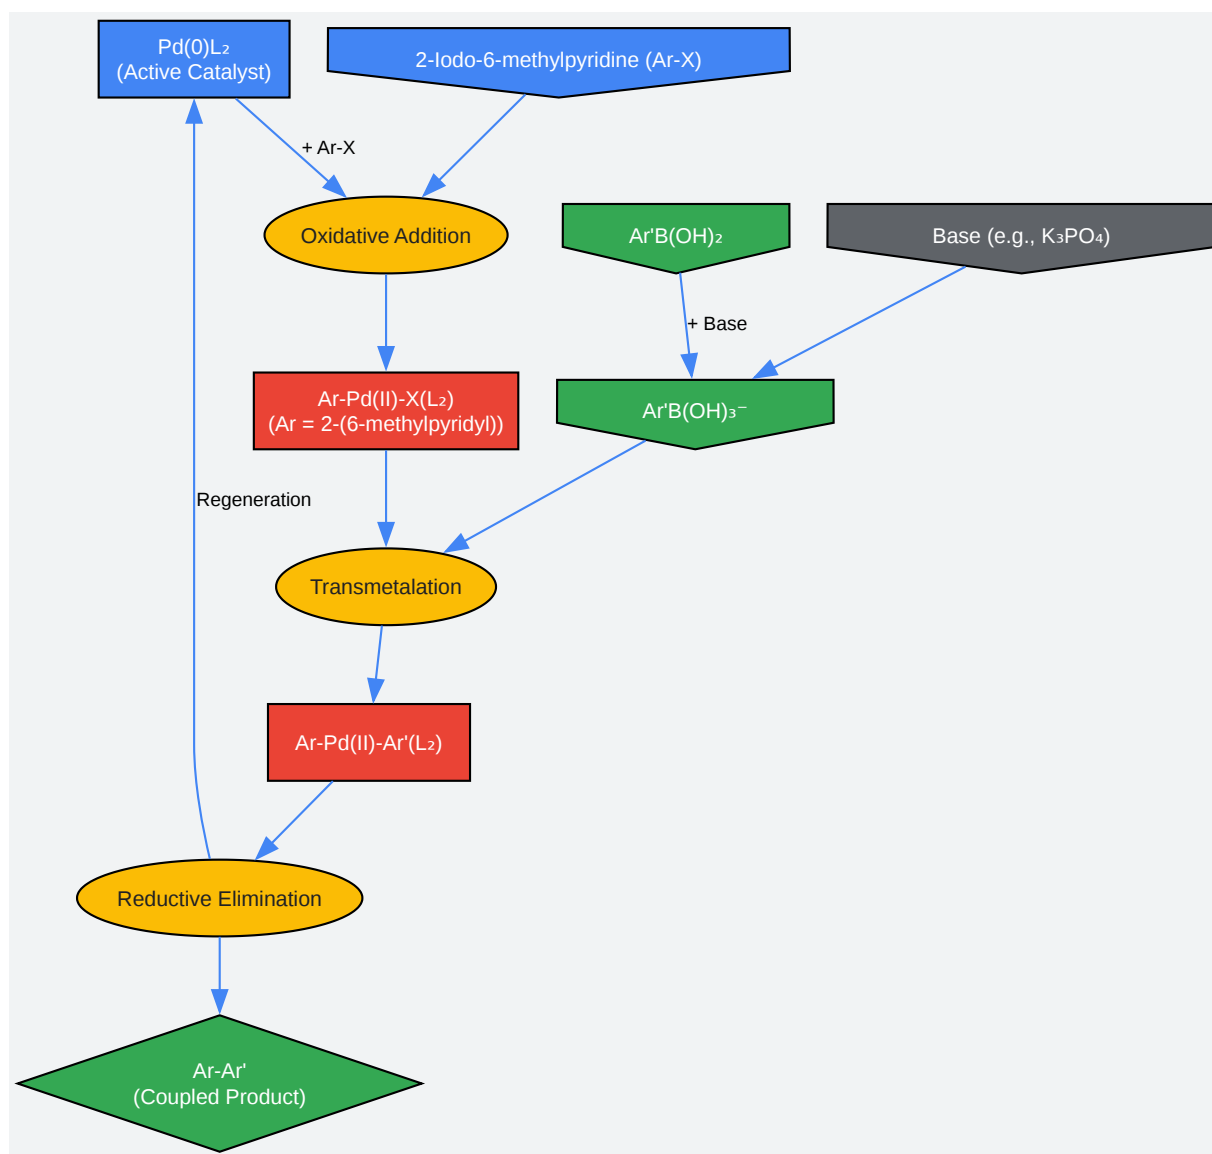 Pd(0)L₂
(Active Catalyst)
2-Iodo-6-methylpyridine (Ar-X)
+ Ar-X
Oxidative Addition
Ar'B(OH)₂
Base (e.g., K₃PO₄)
+ Base
Ar-Pd(II)-X(L₂)
(Ar = 2-(6-methylpyridyl))
Ar'B(OH)₃⁻
Regeneration
Transmetalation
Ar-Pd(II)-Ar'(L₂)
Reductive Elimination
Ar-Ar'
(Coupled Product)